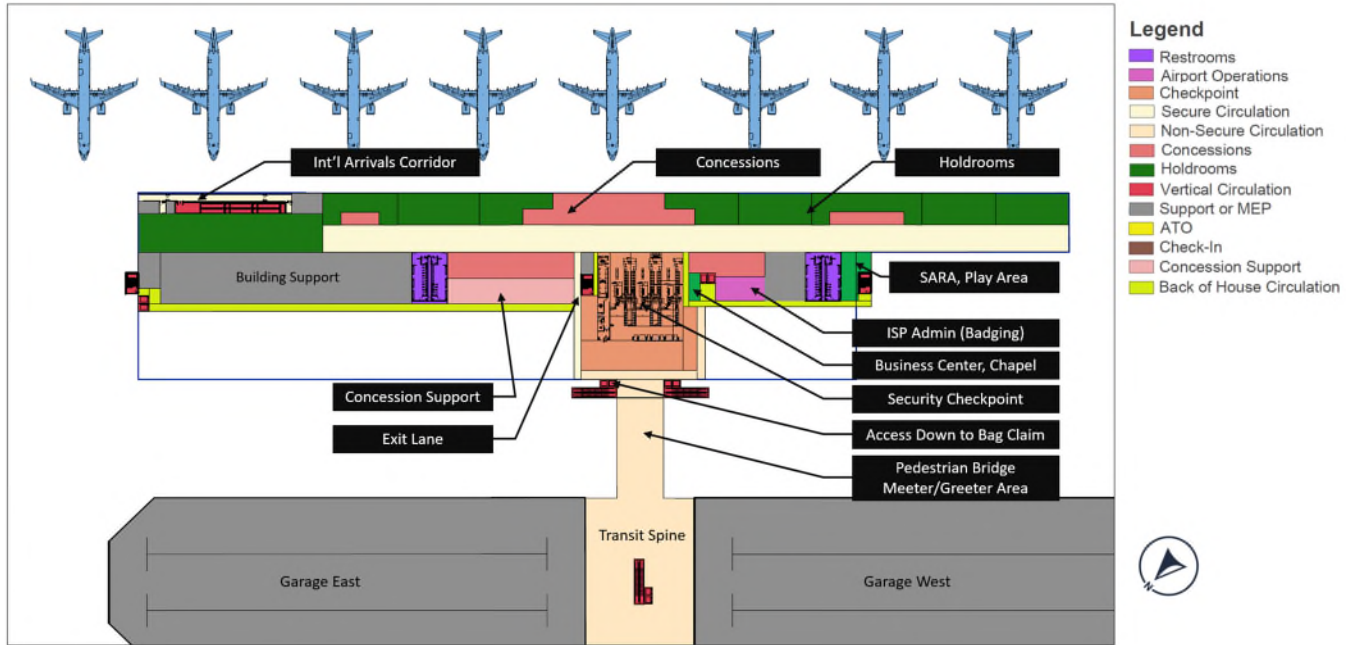 Legend
Restrooms
Airport Operations
Checkpoint
Secure Circulation
Non-Secure Circulation
Concessions
Holdrooms
Vertical Circulation
Support or MEP
ATO
Check-In
Concession Support
Back of House Circulation
Int'l Arrivals Corridor
Concessions
Holdrooms
Building Support
SARA, Play Area
ISP Admin (Badging)
Business Center, Chapel
Concession Support
Security Checkpoint
Exit Lane
Access Down to Bag Claim
Pedestrian Bridge
Meeter/Greeter Area
Transit Spine
Garage East
Garage West
N